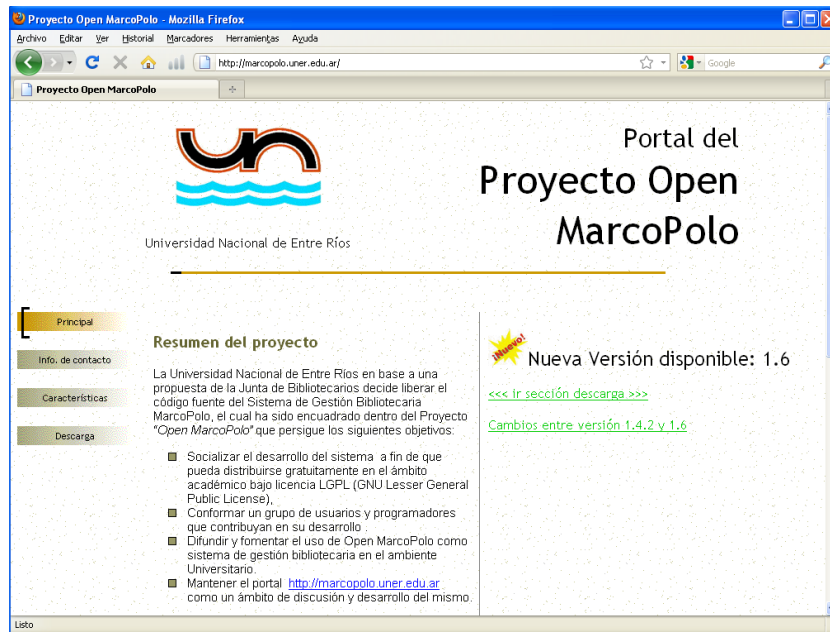 Proyecto Open MarcoPolo - Mozilla Firefox
Archivo Editar Ver Historial Marcadores Herramientas Ayuda
http://marcopolo.uner.edu.ar/
Google
Proyecto Open MarcoPolo
un
Portal del
Proyecto Open
MarcoPolo
Universidad Nacional de Entre Ríos
Principal
Info. de contacto
Características
Descarga
Resumen del proyecto
La Universidad Nacional de Entre Ríos en base a una
propuesta de la Junta de Bibliotecarios decide liberar el
código fuente del Sistema de Gestión Bibliotecaria
MarcoPolo, el cual ha sido encuadrado dentro del Proyecto
"Open MarcoPolo" que persigue los siguientes objetivos:
Socializar el desarrollo del sistema a fin de que
pueda distribuirse gratuitamente en el ámbito
académico bajo licencia LGPL (GNU Lesser General
Public License),
Conformar un grupo de usuarios y programadores
que contribuyan en su desarrollo .
Difundir y fomentar el uso de Open MarcoPolo como
sistema de gestión bibliotecaria en el ambiente
Universitario.
Mantener el portal http://marcopolo.uner.edu.ar
como un ámbito de discusión y desarrollo del mismo.
¡Nuevo!
Nueva Versión disponible: 1.6
<<< ir sección descarga >>>
Cambios entre versión 1.4.2 y 1.6
Listo